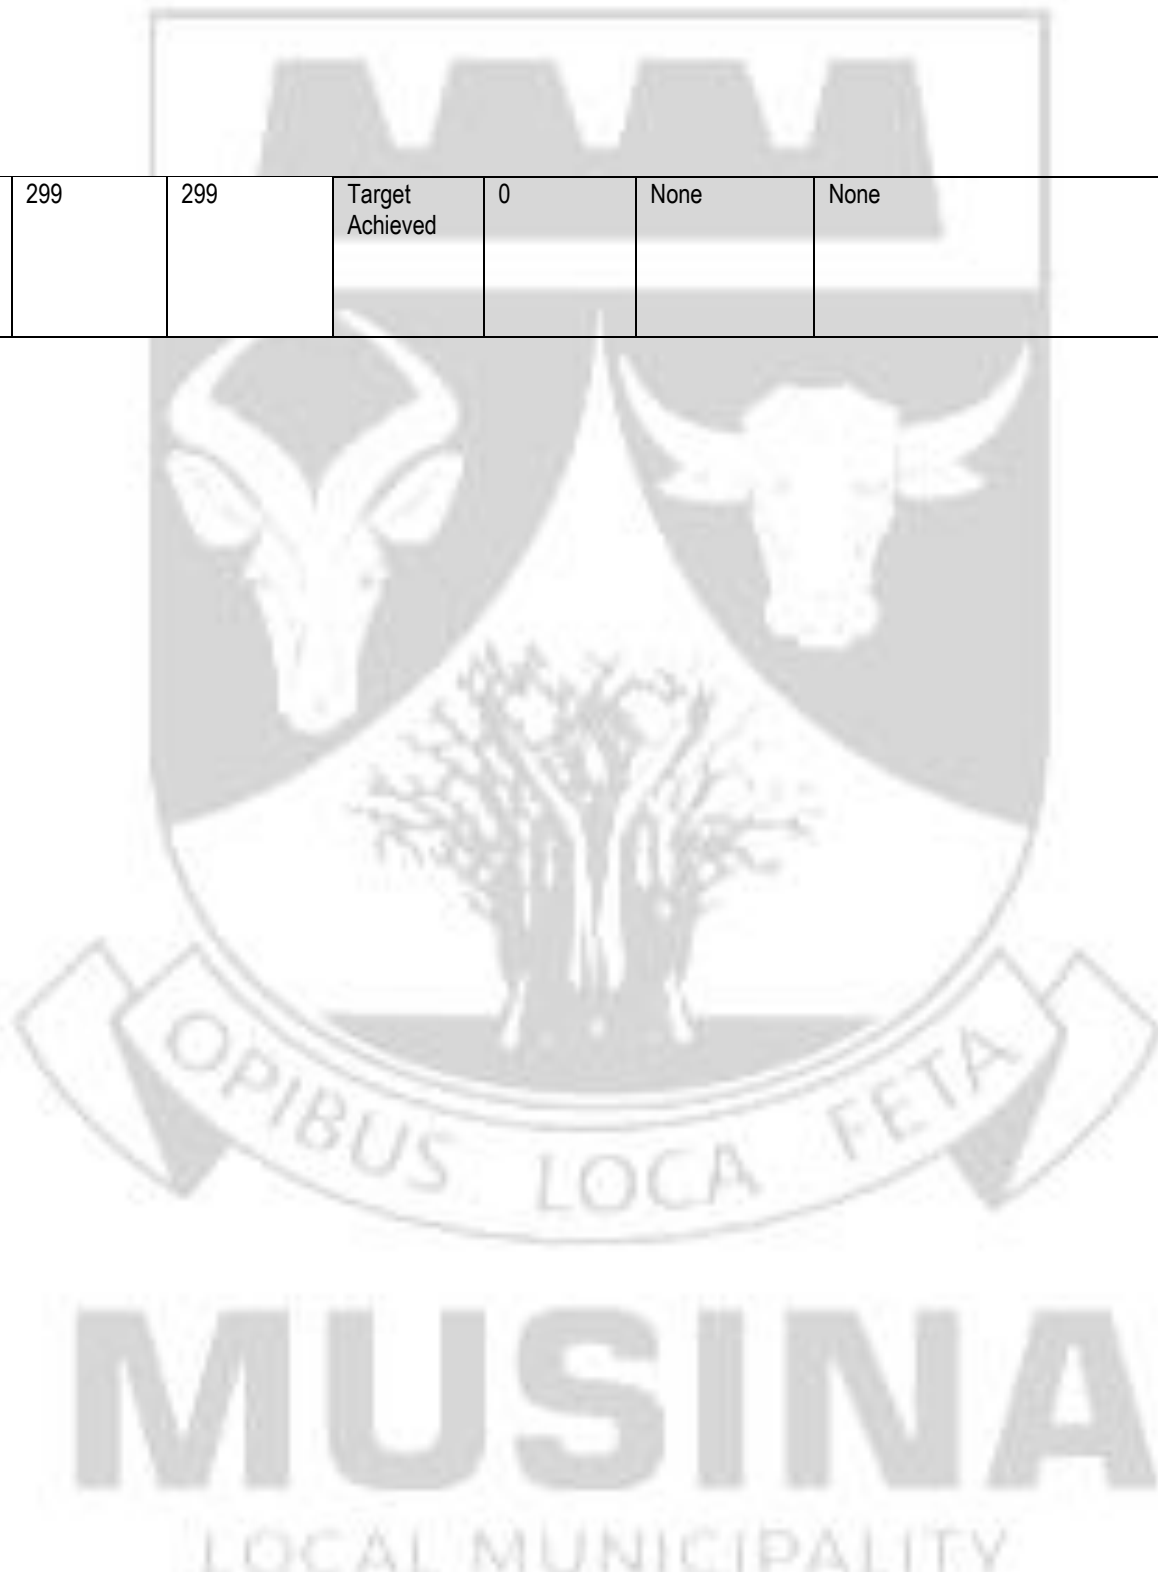 299 299 Target Achieved 0 None None
OPIBUS LOCA FETA
MUSINA
LOCAL MUNICIPALITY